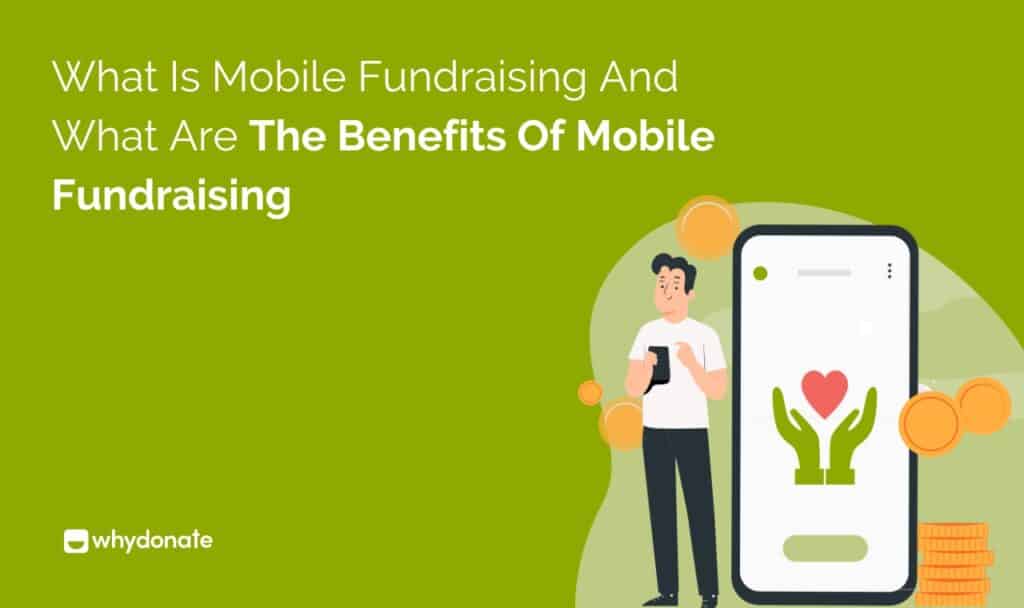 What Is Mobile Fundraising And
What Are The Benefits Of Mobile
Fundraising
whydonate